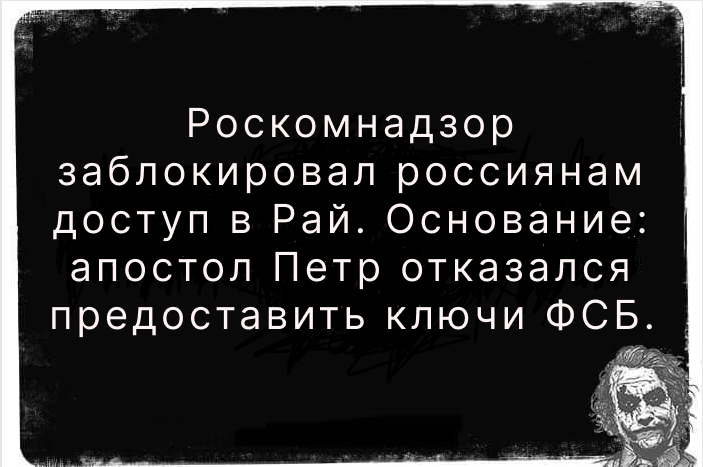 Роскомнадзор
заблокировал россиянам
доступ в Рай. Основание:
апостол Петр отказался
предоставить ключи ФСБ.